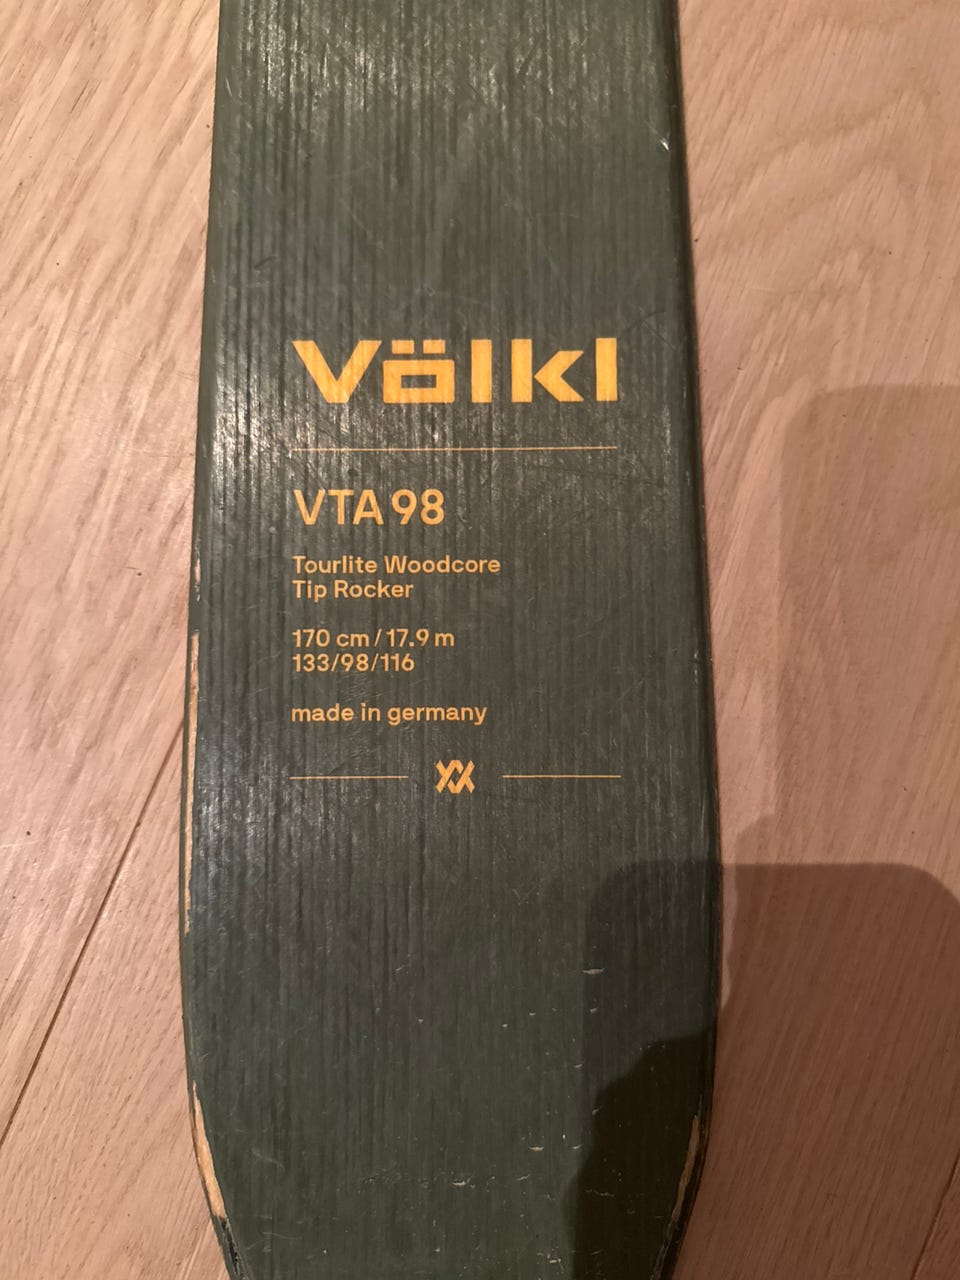 Völkl
VTA 98
Tourlite Woodcore
Tip Rocker
170 cm / 17.9 m
133/98/116
made in germany